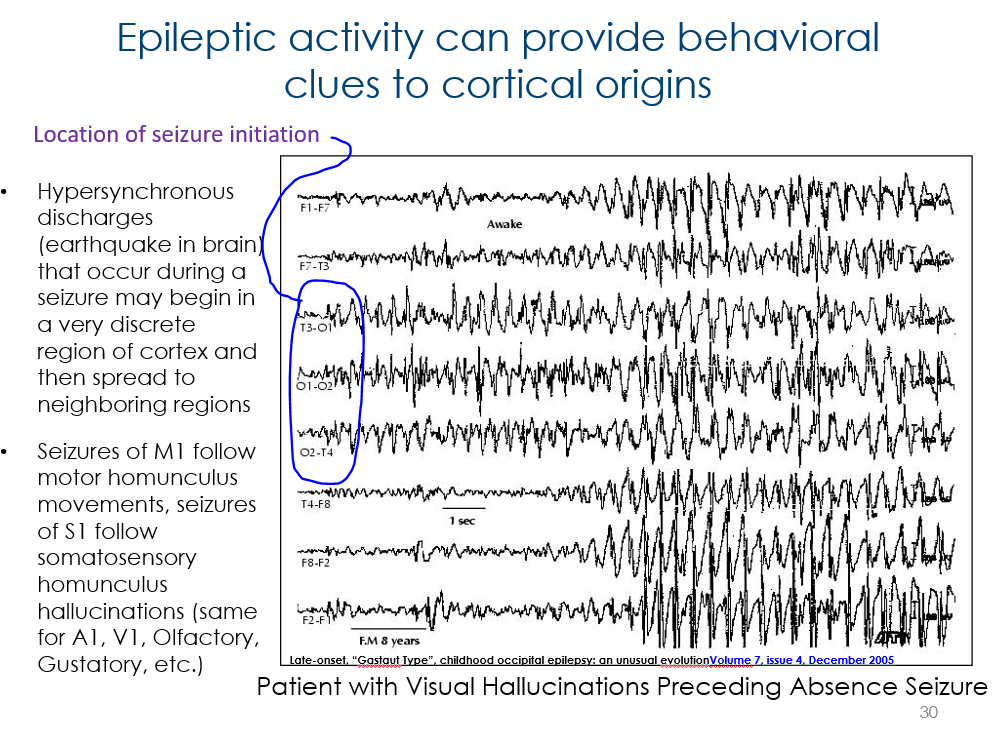 Epileptic activity can provide behavioral
clues to cortical origins
Location of seizure initiation
• Hypersynchronous
discharges
(earthquake in brain)
that occur during a
seizure may begin in
a very discrete
region of cortex and
then spread to
neighboring regions
• Seizures of M1 follow
motor homunculus
movements, seizures
of S1 follow
somatosensory
homunculus
hallucinations (same
for A1, V1, Olfactory,
Gustatory, etc.)
F1-F7
Awake
F7-T3
T3-O1
O1-O2
O2-T4
T4-F8
1 sec
F8-F2
F2-F1
F.M 8 years
Late-onset, “Gastaut Type”, childhood occipital epilepsy: an unusual evolutionVolume 7, issue 4, December 2005
Patient with Visual Hallucinations Preceding Absence Seizure
30